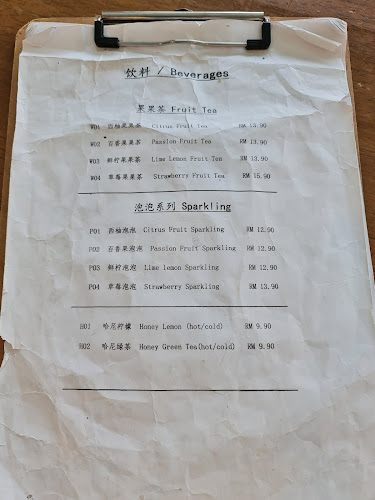 饮料 / Beverages
果果茶 Fruit Tea
W01 西柚果果茶 Citrus Fruit Tea RM 13.90
W02 百香果果茶 Passion Fruit Tea RM 13.90
W03 鲜柠果果茶 Lime Lemon Fruit Tea RM 13.90
W04 草莓果果茶 Strawberry Fruit Tea RM 15.90
泡泡系列 Sparkling
P01 西柚泡泡 Citrus Fruit Sparkling RM 12.90
P02 百香果泡泡 Passion Fruit Sparkling RM 12.90
P03 鲜柠泡泡 Lime lemon Sparkling RM 12.90
P04 草莓泡泡 Strawberry Sparkling RM 13.90
H01 哈尼柠檬 Honey Lemon (hot/cold) RM 9.90
H02 哈尼绿茶 Honey Green Tea(hot/cold) RM 9.90